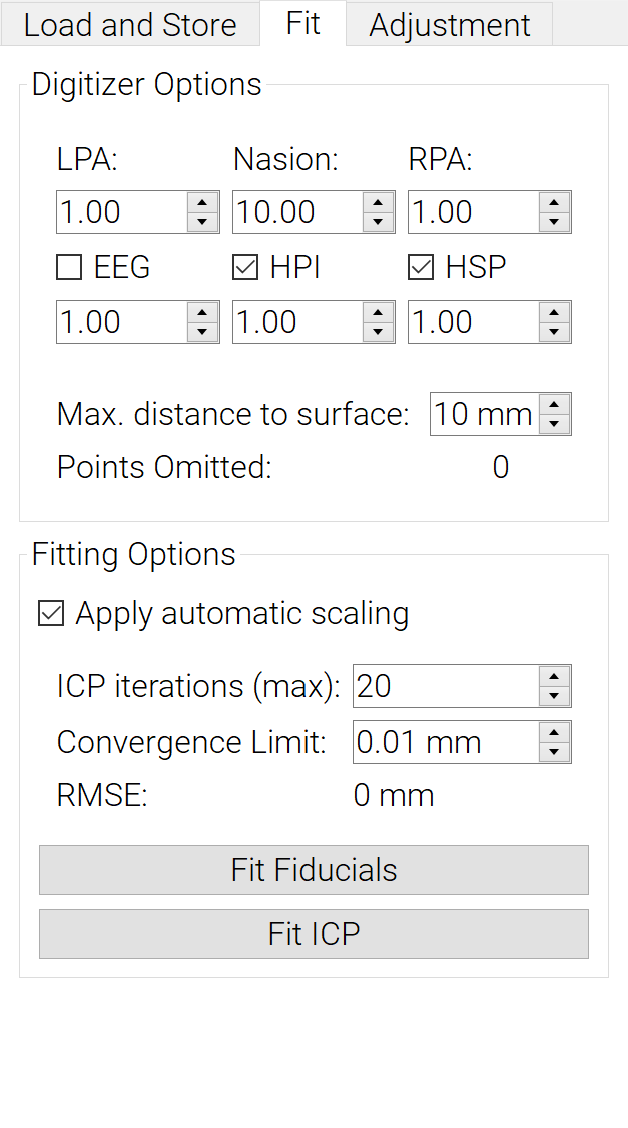 Load and Store Fit Adjustment
Digitizer Options
LPA: Nasion: RPA:
1.00 10.00 1.00
EEG HPI HSP
1.00 1.00 1.00
Max. distance to surface: 10 mm
Points Omitted: 0
Fitting Options
Apply automatic scaling
ICP iterations (max): 20
Convergence Limit: 0.01 mm
RMSE: 0 mm
Fit Fiducials
Fit ICP